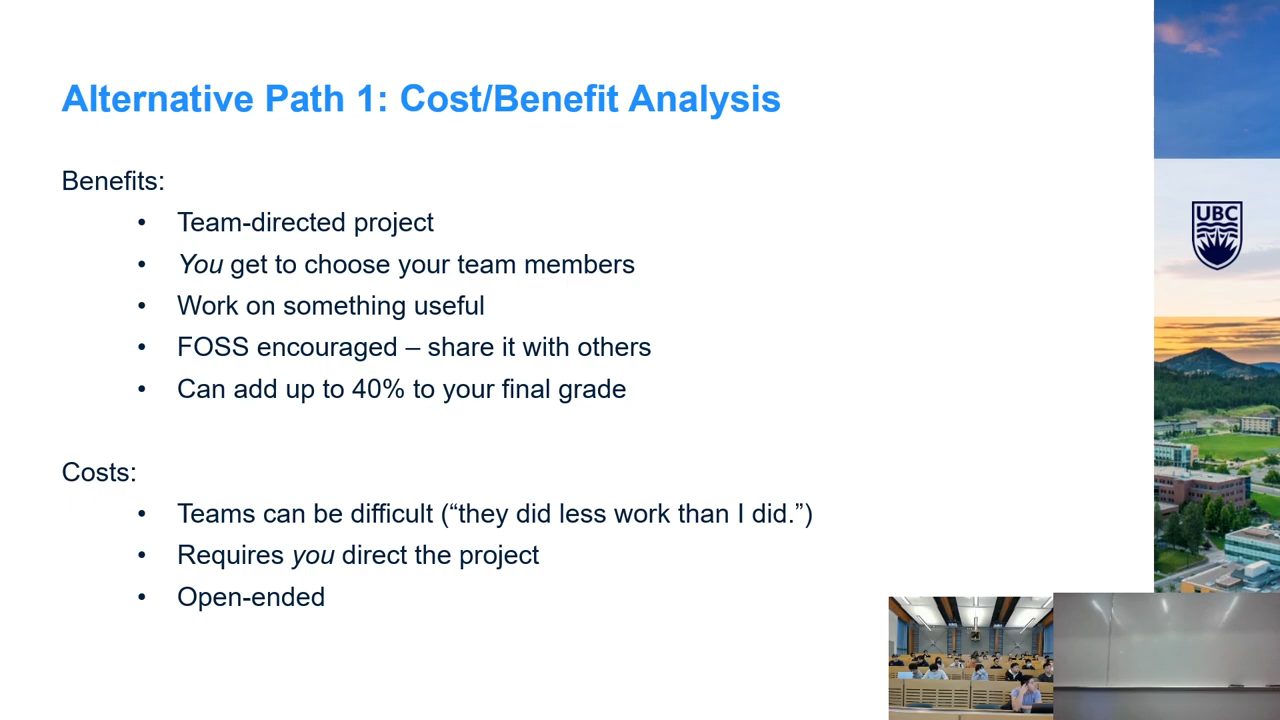 Alternative Path 1: Cost/Benefit Analysis
Benefits:
• Team-directed project
• You get to choose your team members
• Work on something useful
• FOSS encouraged – share it with others
• Can add up to 40% to your final grade
Costs:
• Teams can be difficult (“they did less work than I did.”)
• Requires you direct the project
• Open-ended
UBC